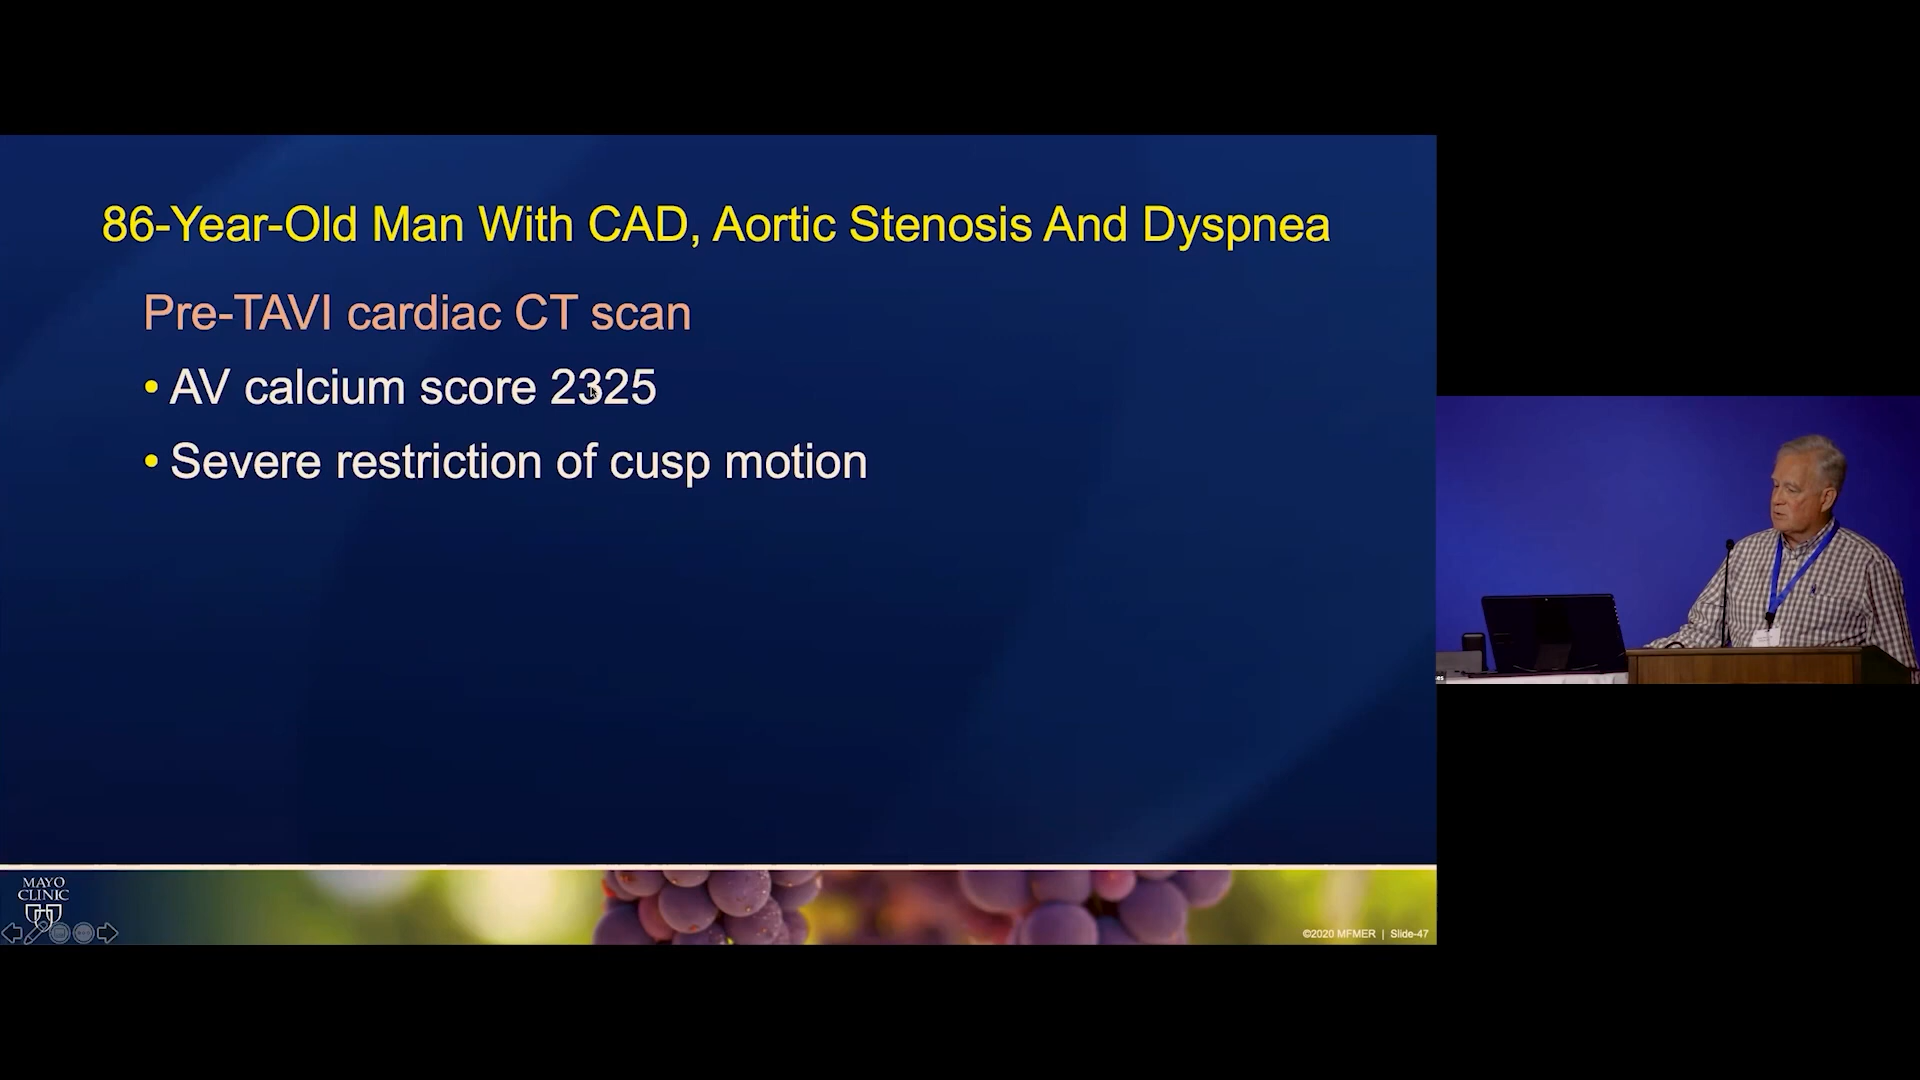 86-Year-Old Man With CAD, Aortic Stenosis And Dyspnea
Pre-TAVI cardiac CT scan
• AV calcium score 2325
• Severe restriction of cusp motion
MAYO
CLINIC
©2020 MFMER | Slide-47